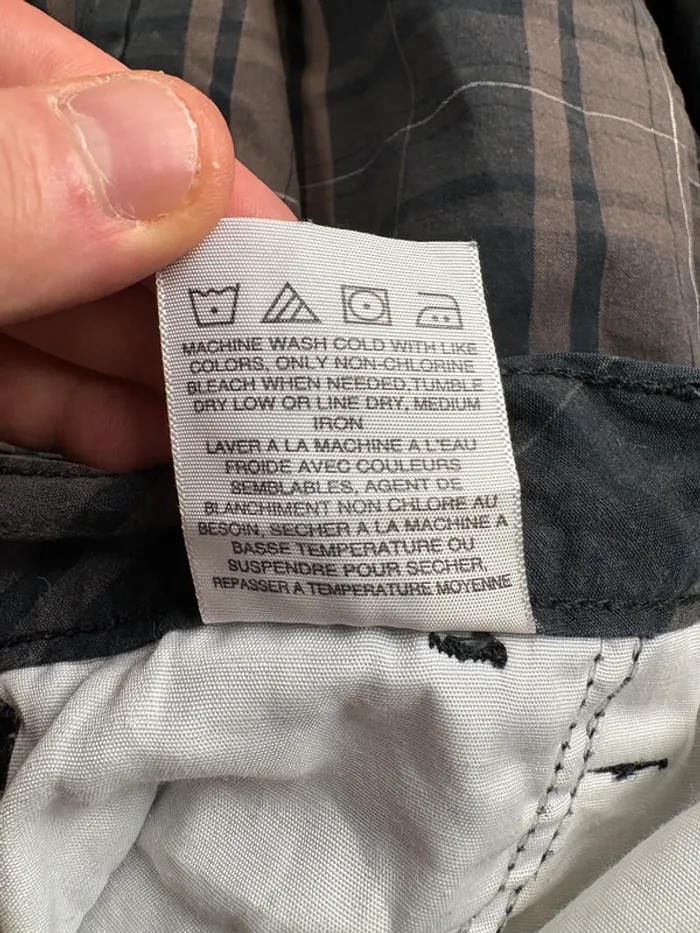 MACHINE WASH COLD WITH LIKE
COLORS, ONLY NON-CHLORINE
BLEACH WHEN NEEDED.TUMBLE
DRY LOW OR LINE DRY, MEDIUM
IRON
LAVER A LA MACHINE A L'EAU
FROIDE AVEC COULEURS
SEMBLABLES, AGENT DE
BLANCHIMENT NON CHLORE AU
BESOIN, SECHER A LA MACHINE A
BASSE TEMPERATURE OU
SUSPENDRE POUR SECHER,
REPASSER A TEMPERATURE MOYENNE